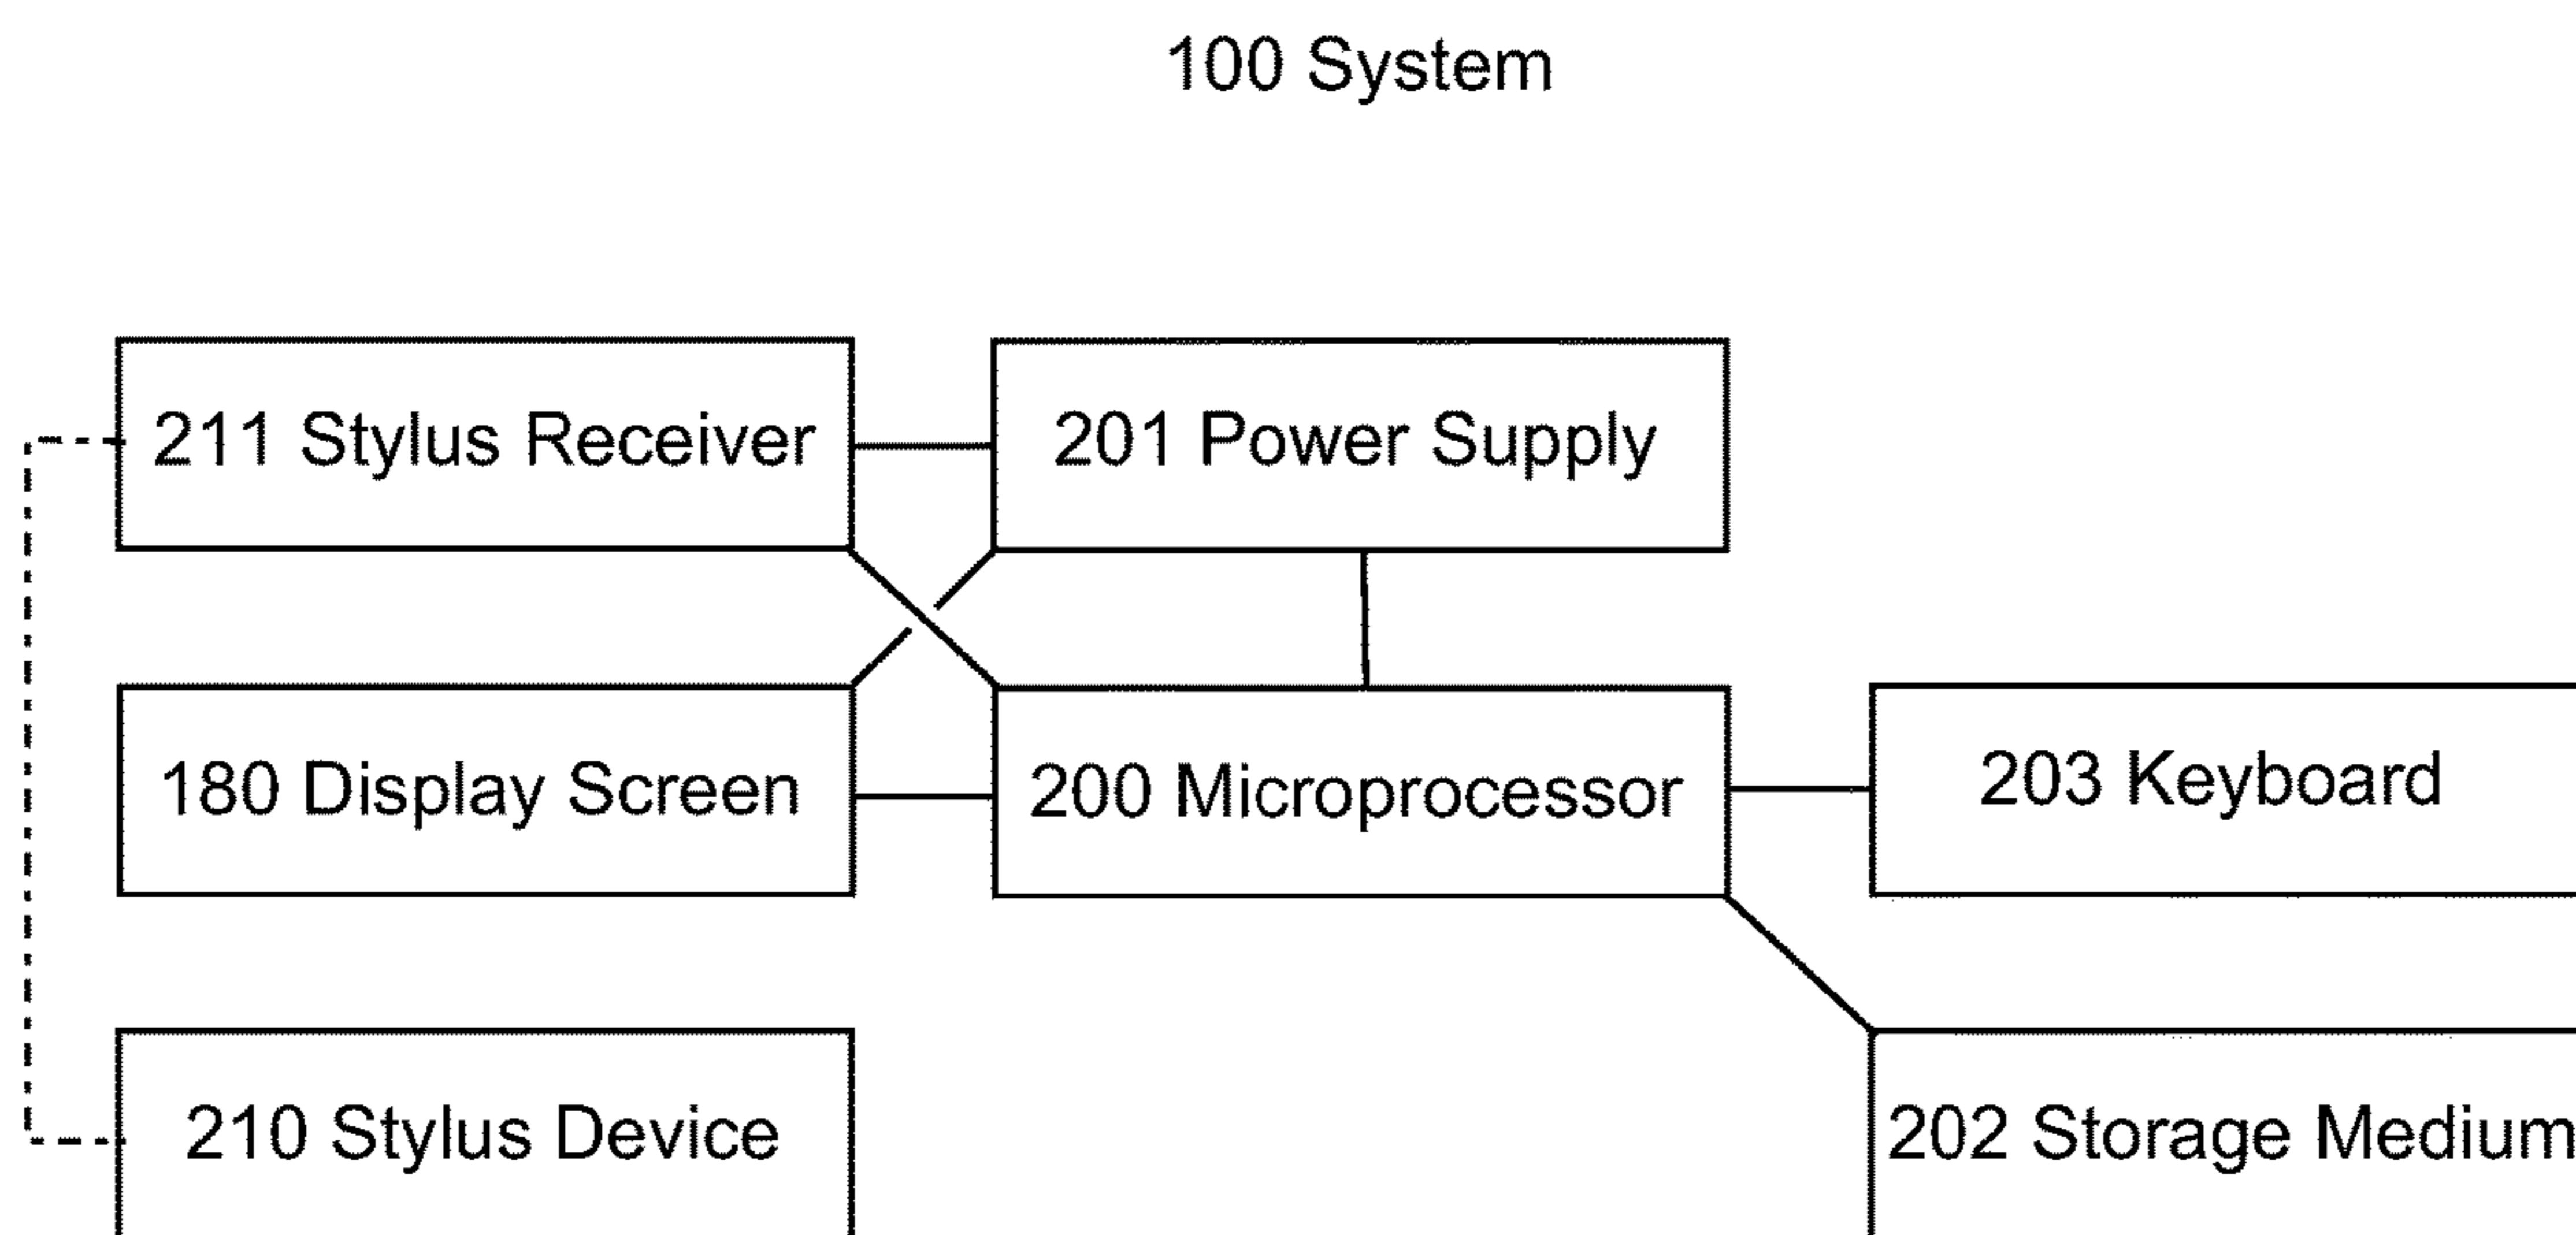 100 System
211 Stylus Receiver
201 Power Supply
180 Display Screen
200 Microprocessor
203 Keyboard
210 Stylus Device
202 Storage Medium